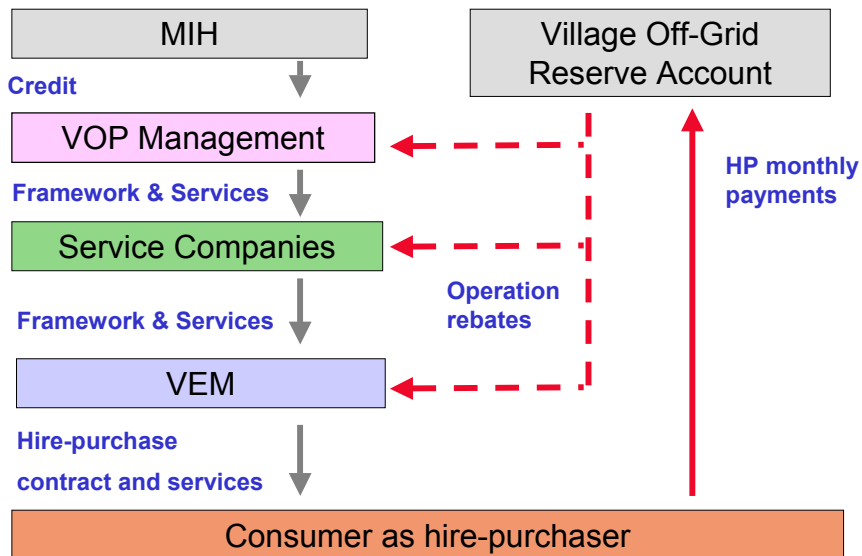 MIH
Village Off-Grid
Reserve Account
Credit
VOP Management
HP monthly
payments
Framework & Services
Service Companies
Operation
rebates
Framework & Services
VEM
Hire-purchase
contract and services
Consumer as hire-purchaser